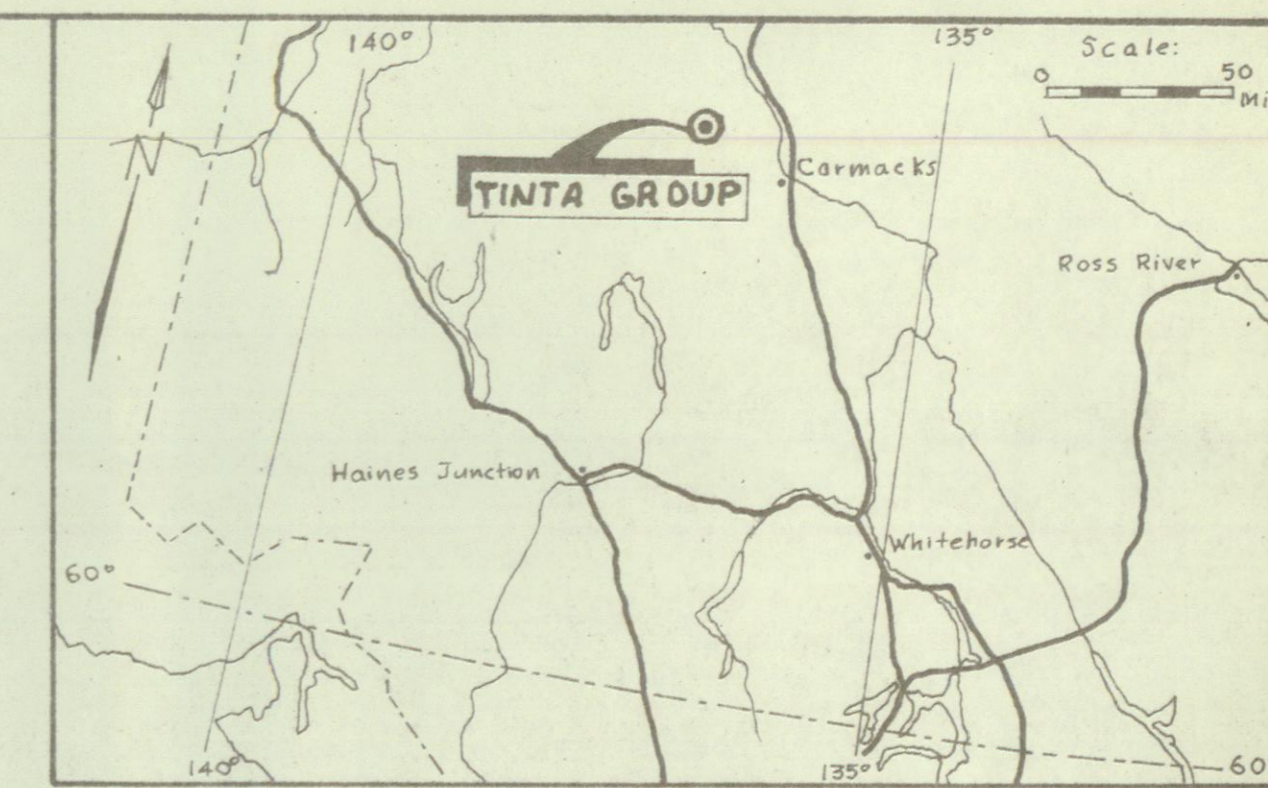 140°
135°
Scale:
0 50
Mi
N
TINTA GROUP
Carmacks
Ross River
Haines Junction
Whitehorse
60°
60
140°
135°